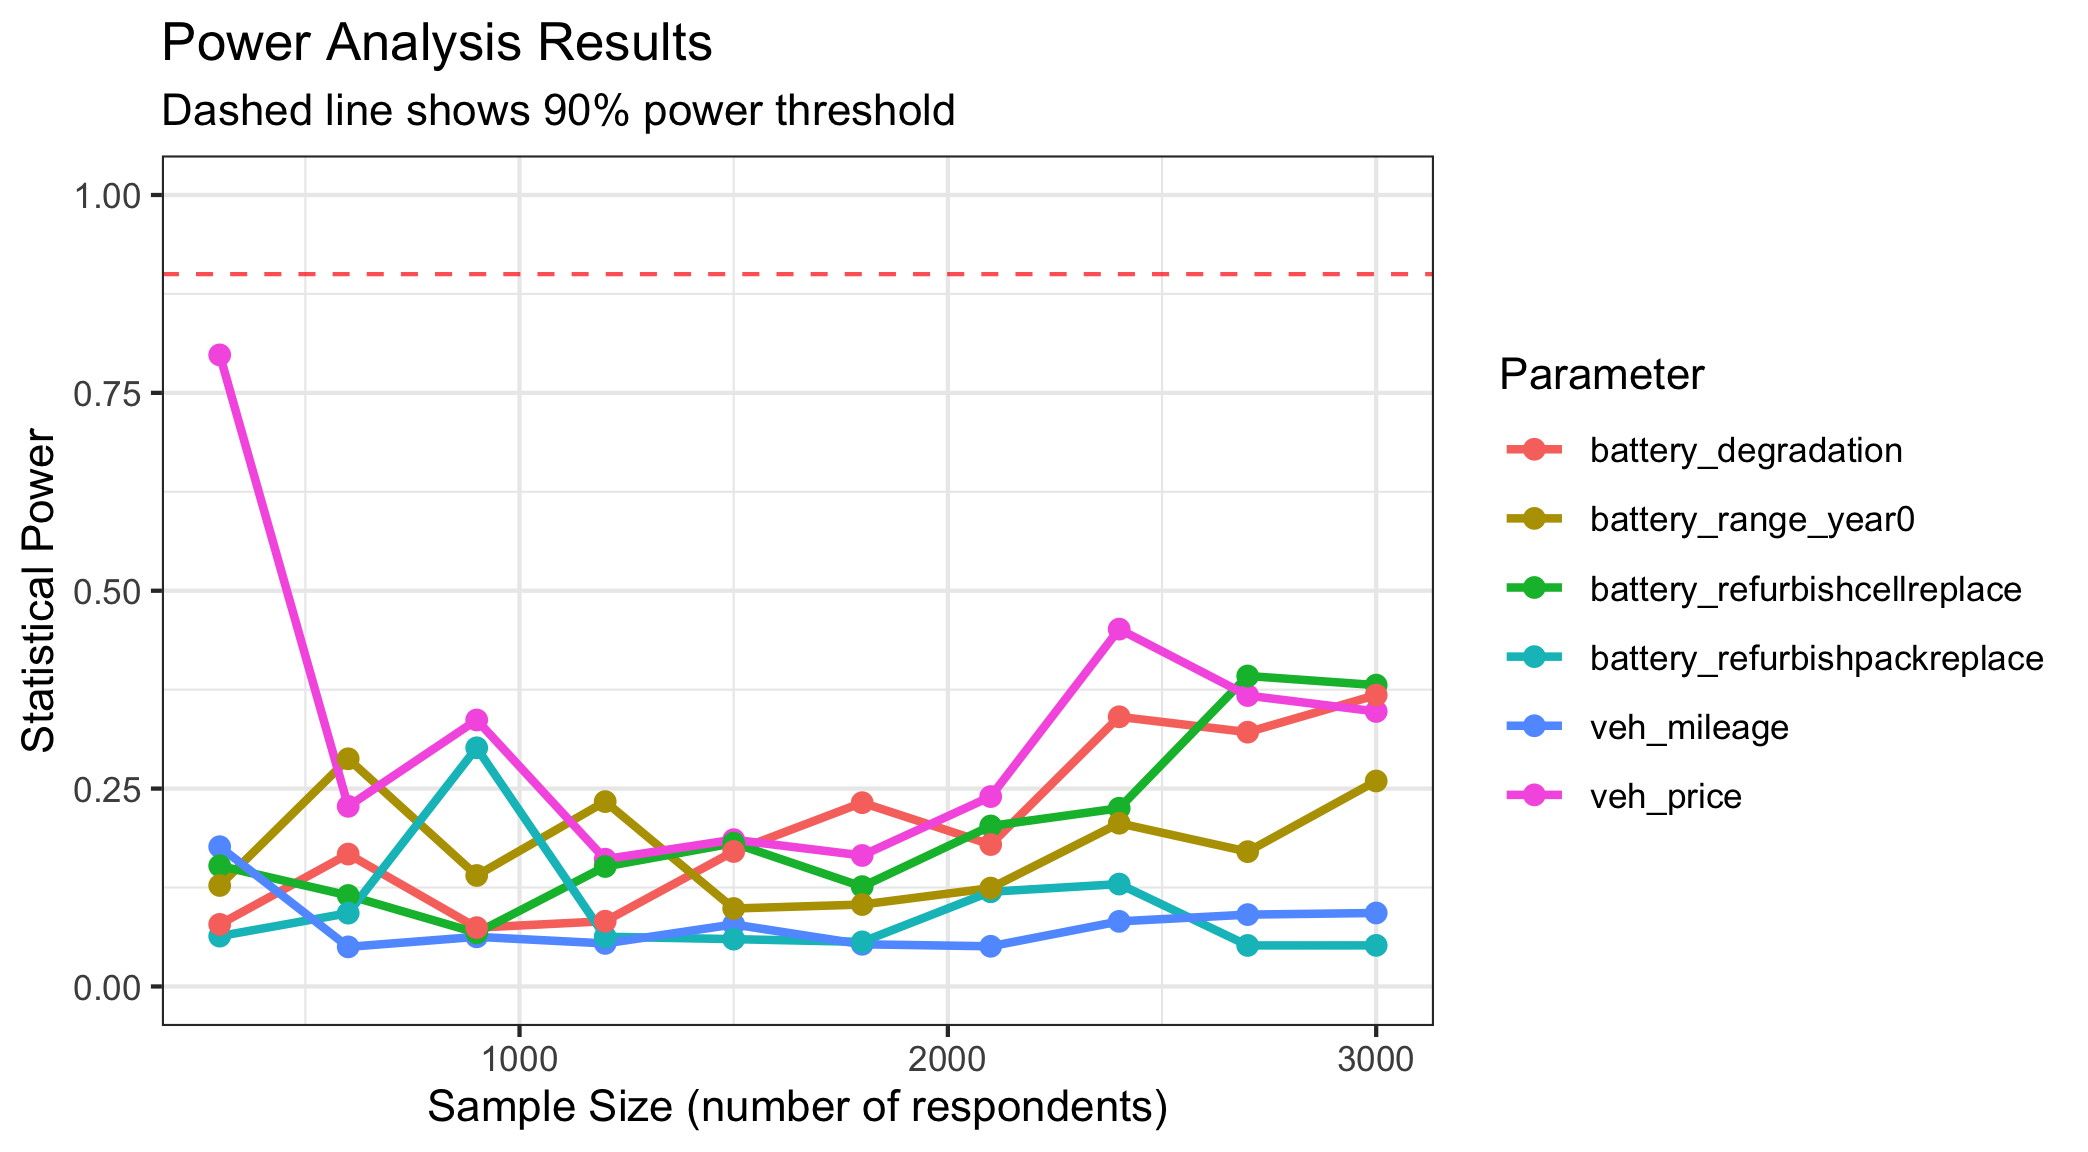 Power Analysis Results
Dashed line shows 90% power threshold
1.00
0.75
0.50
0.25
0.00
Statistical Power
1000
2000
3000
Sample Size (number of respondents)
Parameter
battery_degradation
battery_range_year0
battery_refurbishcellreplace
battery_refurbishpackreplace
veh_mileage
veh_price